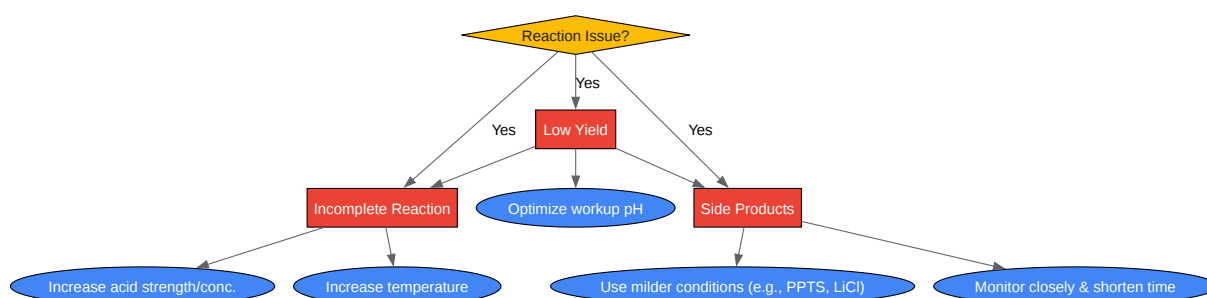 Reaction Issue?
Yes
Low Yield
Yes
Yes
Incomplete Reaction
Optimize workup pH
Side Products
Increase acid strength/conc.
Increase temperature
Use milder conditions (e.g., PPTS, LiCl)
Monitor closely & shorten time